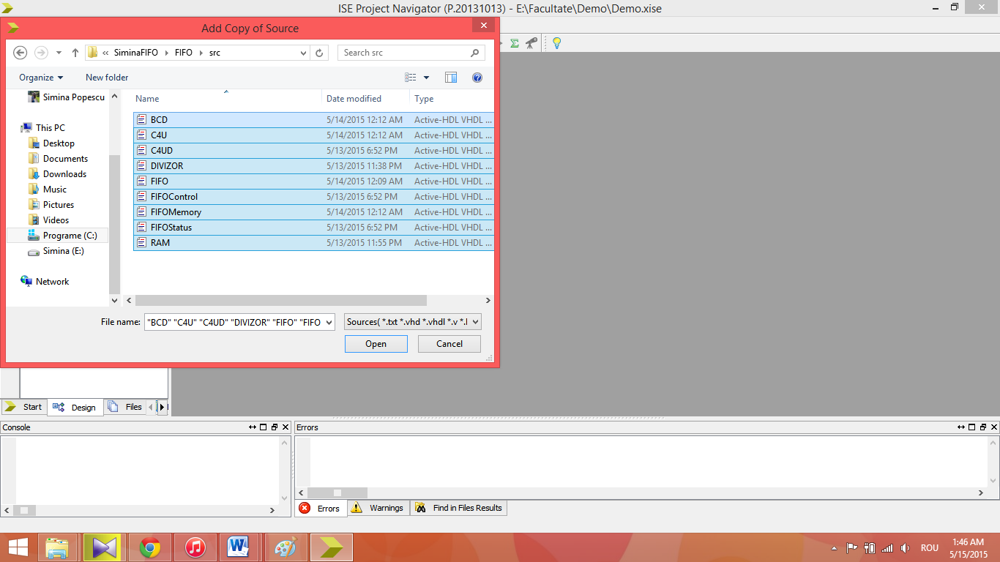 ISE Project Navigator (P.20131013) - E:\Facultate\Demo\Demo.xise
Add Copy of Source
« SiminaFIFO FIFO src
Search src
Organize New folder
Simina Popescu
This PC
Desktop
Documents
Downloads
Music
Pictures
Videos
Programe (C:)
Simina (E:)
Network
Name Date modified Type
BCD 5/14/2015 12:12 AM Active-HDL VHDL ...
C4U 5/14/2015 12:12 AM Active-HDL VHDL ...
C4UD 5/13/2015 6:52 PM Active-HDL VHDL ...
DIVIZOR 5/13/2015 11:38 PM Active-HDL VHDL ...
FIFO 5/14/2015 12:09 AM Active-HDL VHDL ...
FIFOControl 5/13/2015 6:52 PM Active-HDL VHDL ...
FIFOMemory 5/14/2015 12:12 AM Active-HDL VHDL ...
FIFOStatus 5/13/2015 6:52 PM Active-HDL VHDL ...
RAM 5/13/2015 11:55 PM Active-HDL VHDL ...
File name: "BCD" "C4U" "C4UD" "DIVIZOR" "FIFO" "FIFO
Sources( *.txt *.vhd *.vhdl *.v *.l
Open Cancel
Start Design Files
Console
Errors
Errors Warnings Find in Files Results
ROU
1:46 AM
5/15/2015